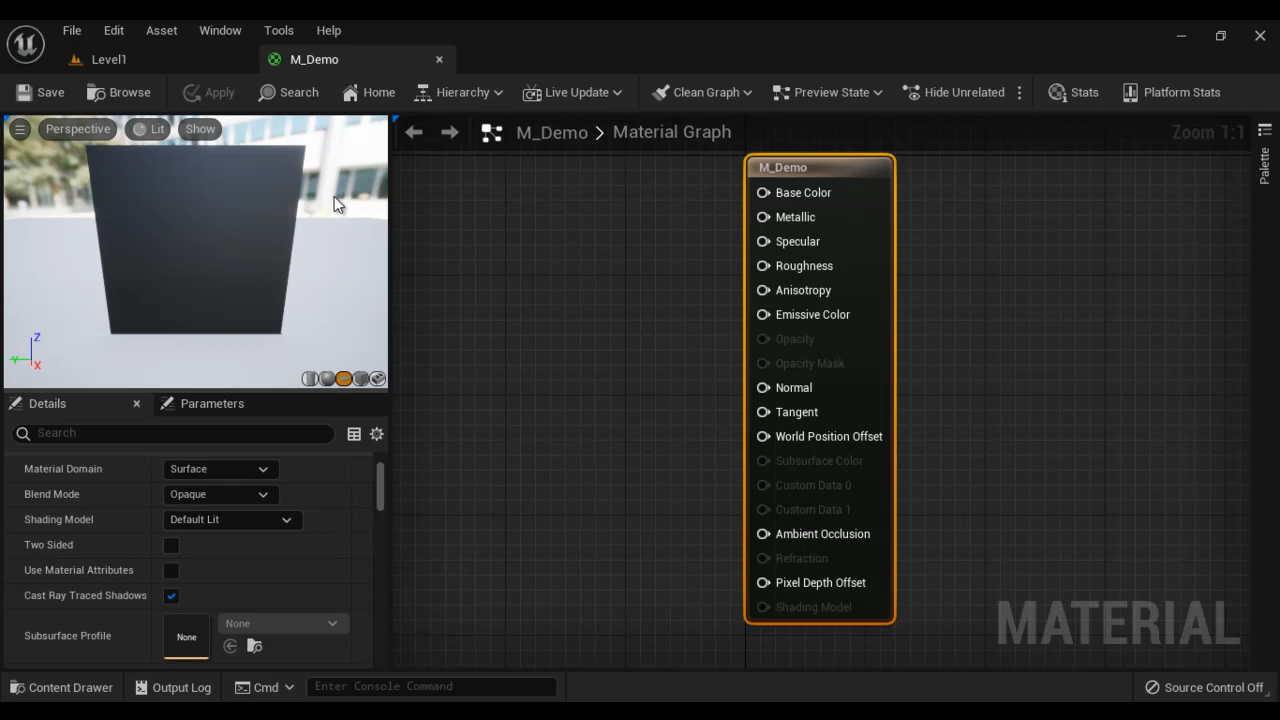 File Edit Asset Window Tools Help
Level1
M_Demo
Save Browse Apply Search Home Hierarchy Live Update Clean Graph Preview State Hide Unrelated Stats Platform Stats
Perspective Lit Show
M_Demo > Material Graph
Zoom 1:1
Palette
M_Demo
Base Color
Metallic
Specular
Roughness
Anisotropy
Emissive Color
Opacity
Opacity Mask
Normal
Tangent
World Position Offset
Subsurface Color
Custom Data 0
Custom Data 1
Ambient Occlusion
Refraction
Pixel Depth Offset
Shading Model
MATERIAL
Z
Y
X
Details
Parameters
Search
Material Domain Surface
Blend Mode Opaque
Shading Model Default Lit
Two Sided
Use Material Attributes
Cast Ray Traced Shadows
Subsurface Profile None None
Content Drawer Output Log Cmd Enter Console Command Source Control Off